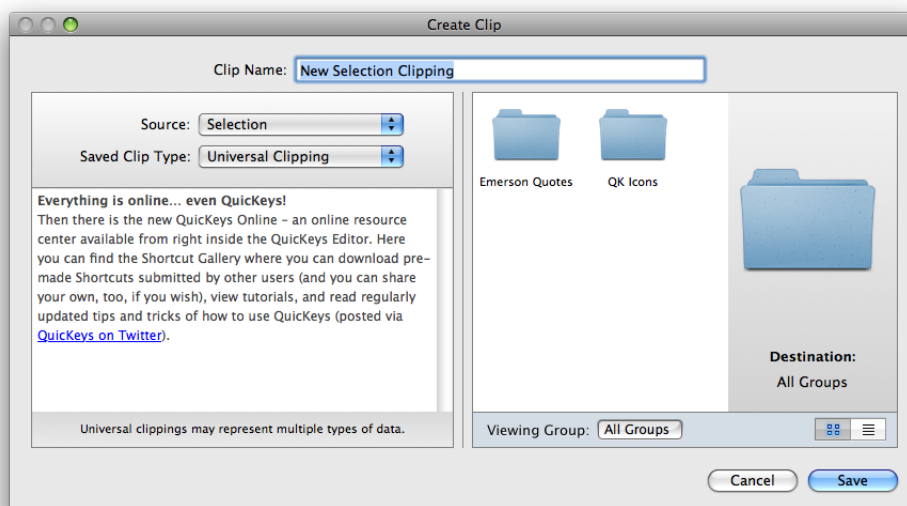 Create Clip
Clip Name: New Selection Clipping
Source: Selection
Saved Clip Type: Universal Clipping
Everything is online... even QuicKeys!
Then there is the new QuicKeys Online – an online resource
center available from right inside the QuicKeys Editor. Here
you can find the Shortcut Gallery where you can download pre-
made Shortcuts submitted by other users (and you can share
your own, too, if you wish), view tutorials, and read regularly
updated tips and tricks of how to use QuicKeys (posted via
QuicKeys on Twitter).
Universal clippings may represent multiple types of data.
Emerson Quotes
QK Icons
Destination:
All Groups
Viewing Group: All Groups
Cancel
Save